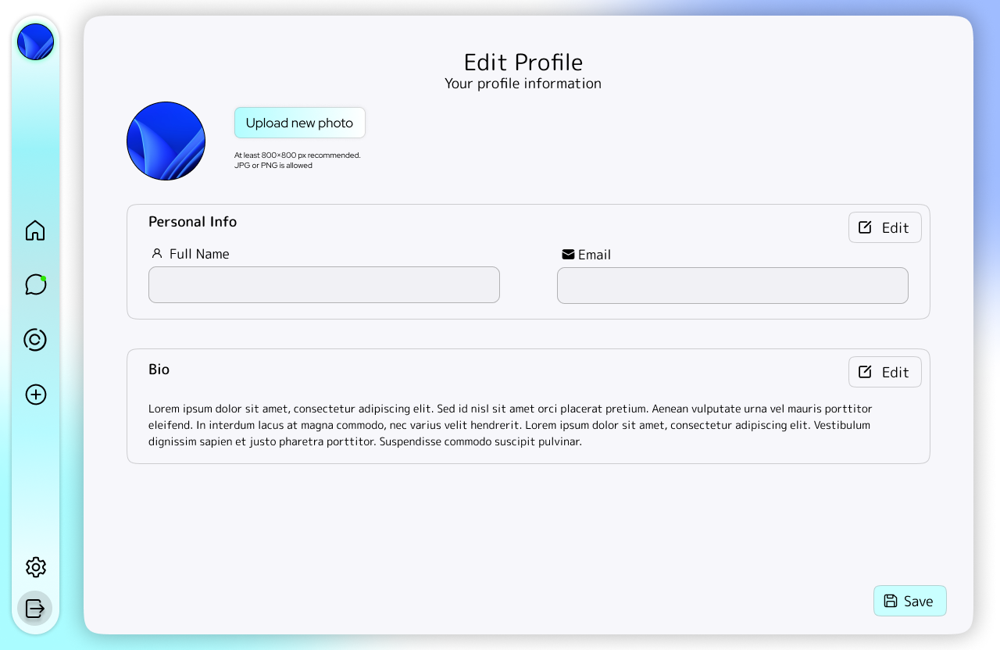 Edit Profile
Your profile information
Upload new photo
At least 800×800 px recommended.
JPG or PNG is allowed
Personal Info
Edit
Full Name
Email
Bio
Edit
Lorem ipsum dolor sit amet, consectetur adipiscing elit. Sed id nisl sit amet orci placerat pretium. Aenean vulputate urna vel mauris porttitor
eleifend. In interdum lacus at magna commodo, nec varius velit hendrerit. Lorem ipsum dolor sit amet, consectetur adipiscing elit. Vestibulum
dignissim sapien et justo pharetra porttitor. Suspendisse commodo suscipit pulvinar.
Save